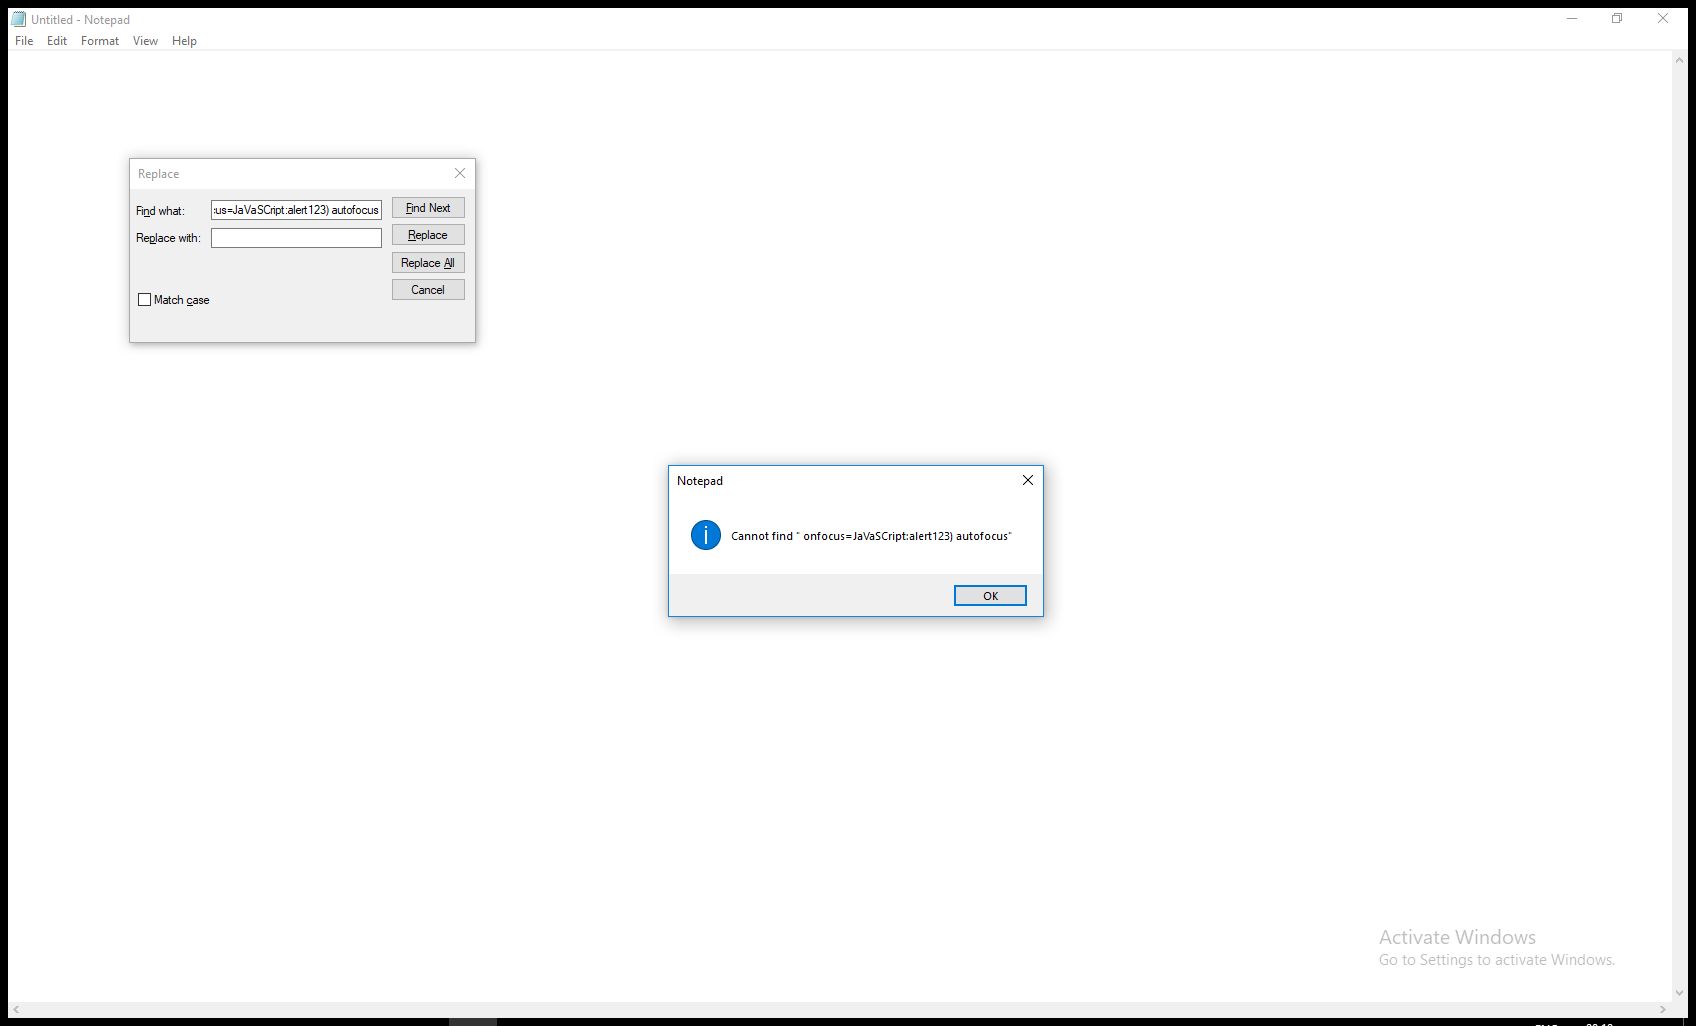 Untitled - Notepad
File Edit Format View Help
Replace
Find what: :us=JaVaSCript:alert123) autofocus Find Next
Replace with: Replace
Replace All
Cancel
Match case
Notepad
Cannot find " onfocus=JaVaSCript:alert123) autofocus"
OK
Activate Windows
Go to Settings to activate Windows.